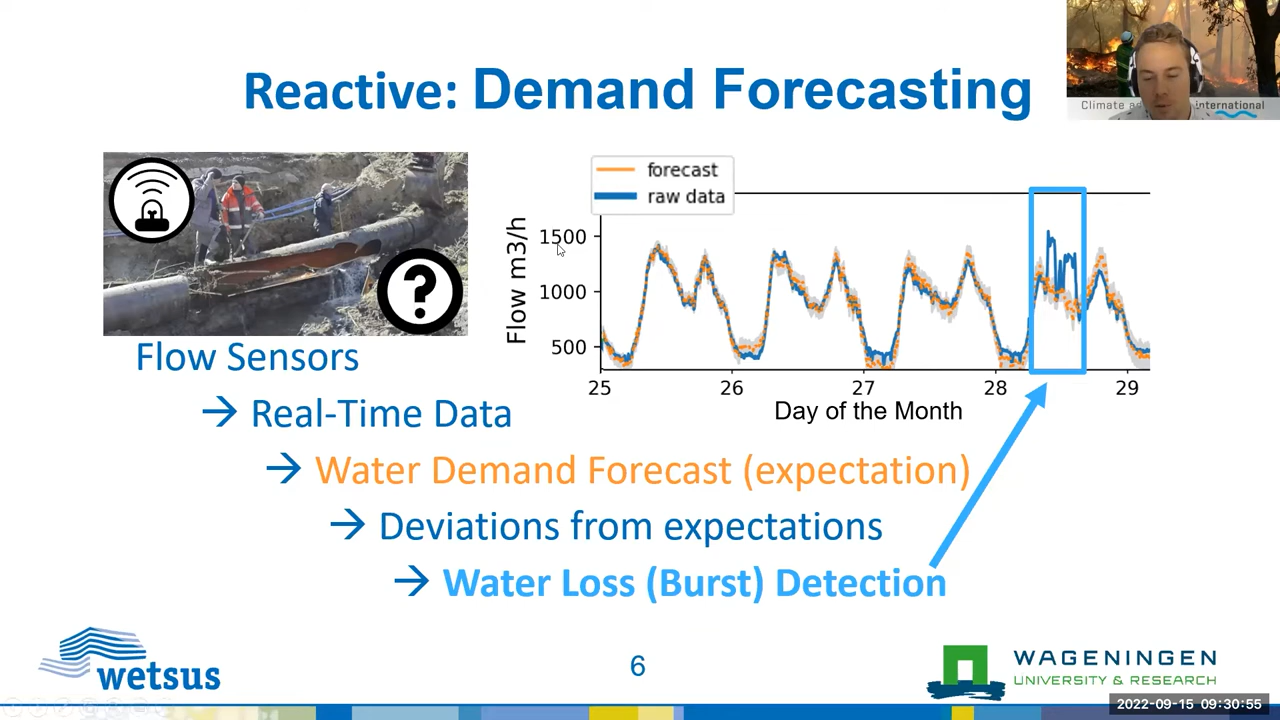 Reactive: Demand Forecasting
Climate a
international
?
forecast
raw data
Flow m3/h
1500
1000
500
25
26
27
28
29
Day of the Month
Flow Sensors
→ Real-Time Data
→ Water Demand Forecast (expectation)
→ Deviations from expectations
→ Water Loss (Burst) Detection
wetsus
6
WAGENINGEN
UNIVERSITY & RESEARCH
2022-09-15 09:30:55